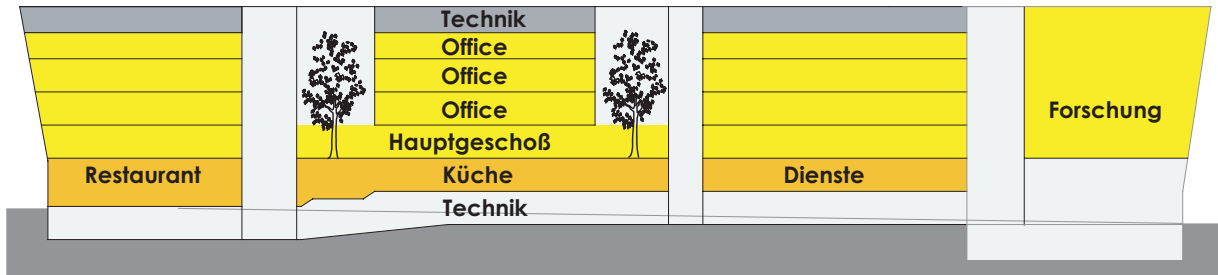 Technik
Office
Office
Office
Forschung
Hauptgeschoß
Restaurant
Küche
Dienste
Technik